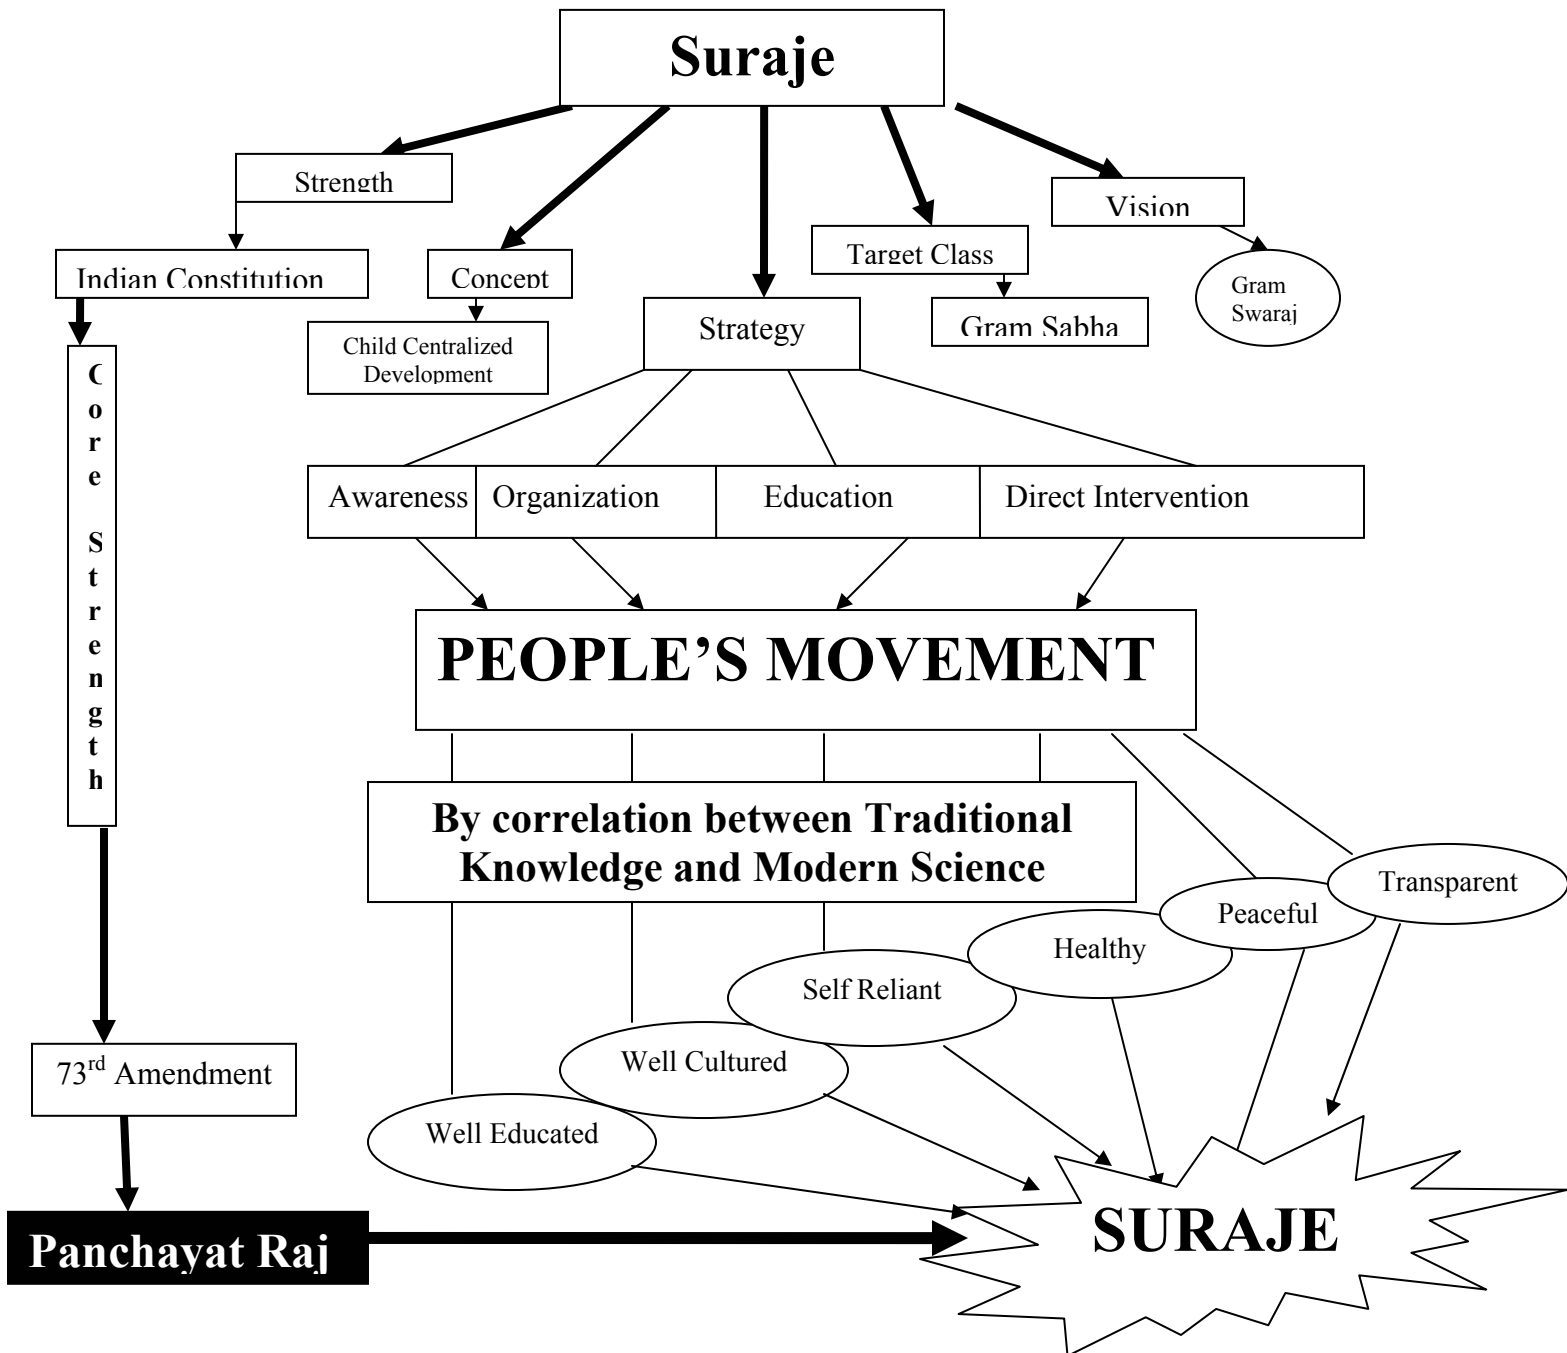 Suraje
Strength
Vision
Target Class
Indian Constitution
Concept
Gram
Swaraj
Gram Sabha
Strategy
Child Centralized
Development
Core Strength
Awareness
Organization
Education
Direct Intervention
PEOPLE’S MOVEMENT
By correlation between Traditional
Knowledge and Modern Science
Transparent
Peaceful
Healthy
Self Reliant
Well Cultured
73rd Amendment
Well Educated
SURAJE
Panchayat Raj